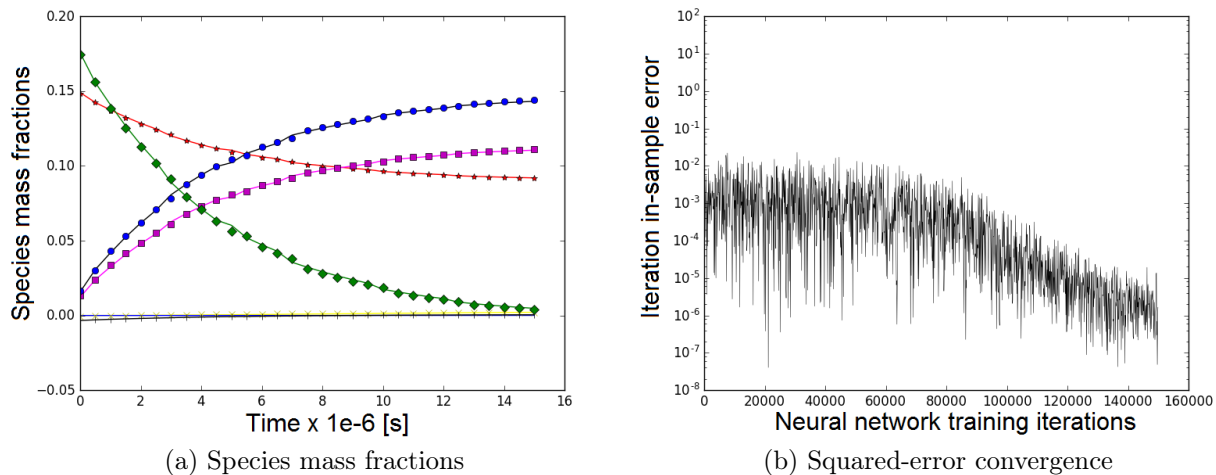 Species mass fractions
0.20
0.15
0.10
0.05
0.00
−0.05
0 2 4 6 8 10 12 14 16
Time x 1e-6 [s]
(a) Species mass fractions
Iteration in-sample error
10^2
10^1
10^0
10^-1
10^-2
10^-3
10^-4
10^-5
10^-6
10^-7
10^-8
0 20000 40000 60000 80000 100000 120000 140000 160000
Neural network training iterations
(b) Squared-error convergence